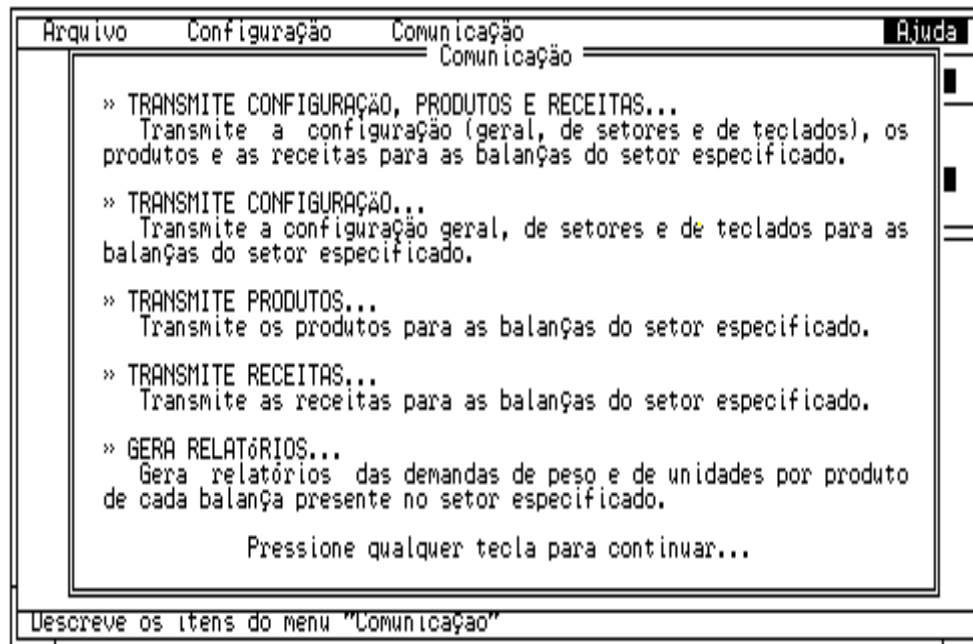 Arquivo Configuração Comunicação Ajuda
Comunicação
» TRANSMITE CONFIGURAÇÃO, PRODUTOS E RECEITAS...
Transmite a configuração (geral, de setores e de teclados), os
produtos e as receitas para as balanças do setor especificado.
» TRANSMITE CONFIGURAÇÃO...
Transmite a configuração geral, de setores e de teclados para as
balanças do setor especificado.
» TRANSMITE PRODUTOS...
Transmite os produtos para as balanças do setor especificado.
» TRANSMITE RECEITAS...
Transmite as receitas para as balanças do setor especificado.
» GERA RELATóRIOS...
Gera relatórios das demandas de peso e de unidades por produto
de cada balança presente no setor especificado.
Pressione qualquer tecla para continuar...
Descreve os itens do menu "Comunicação"